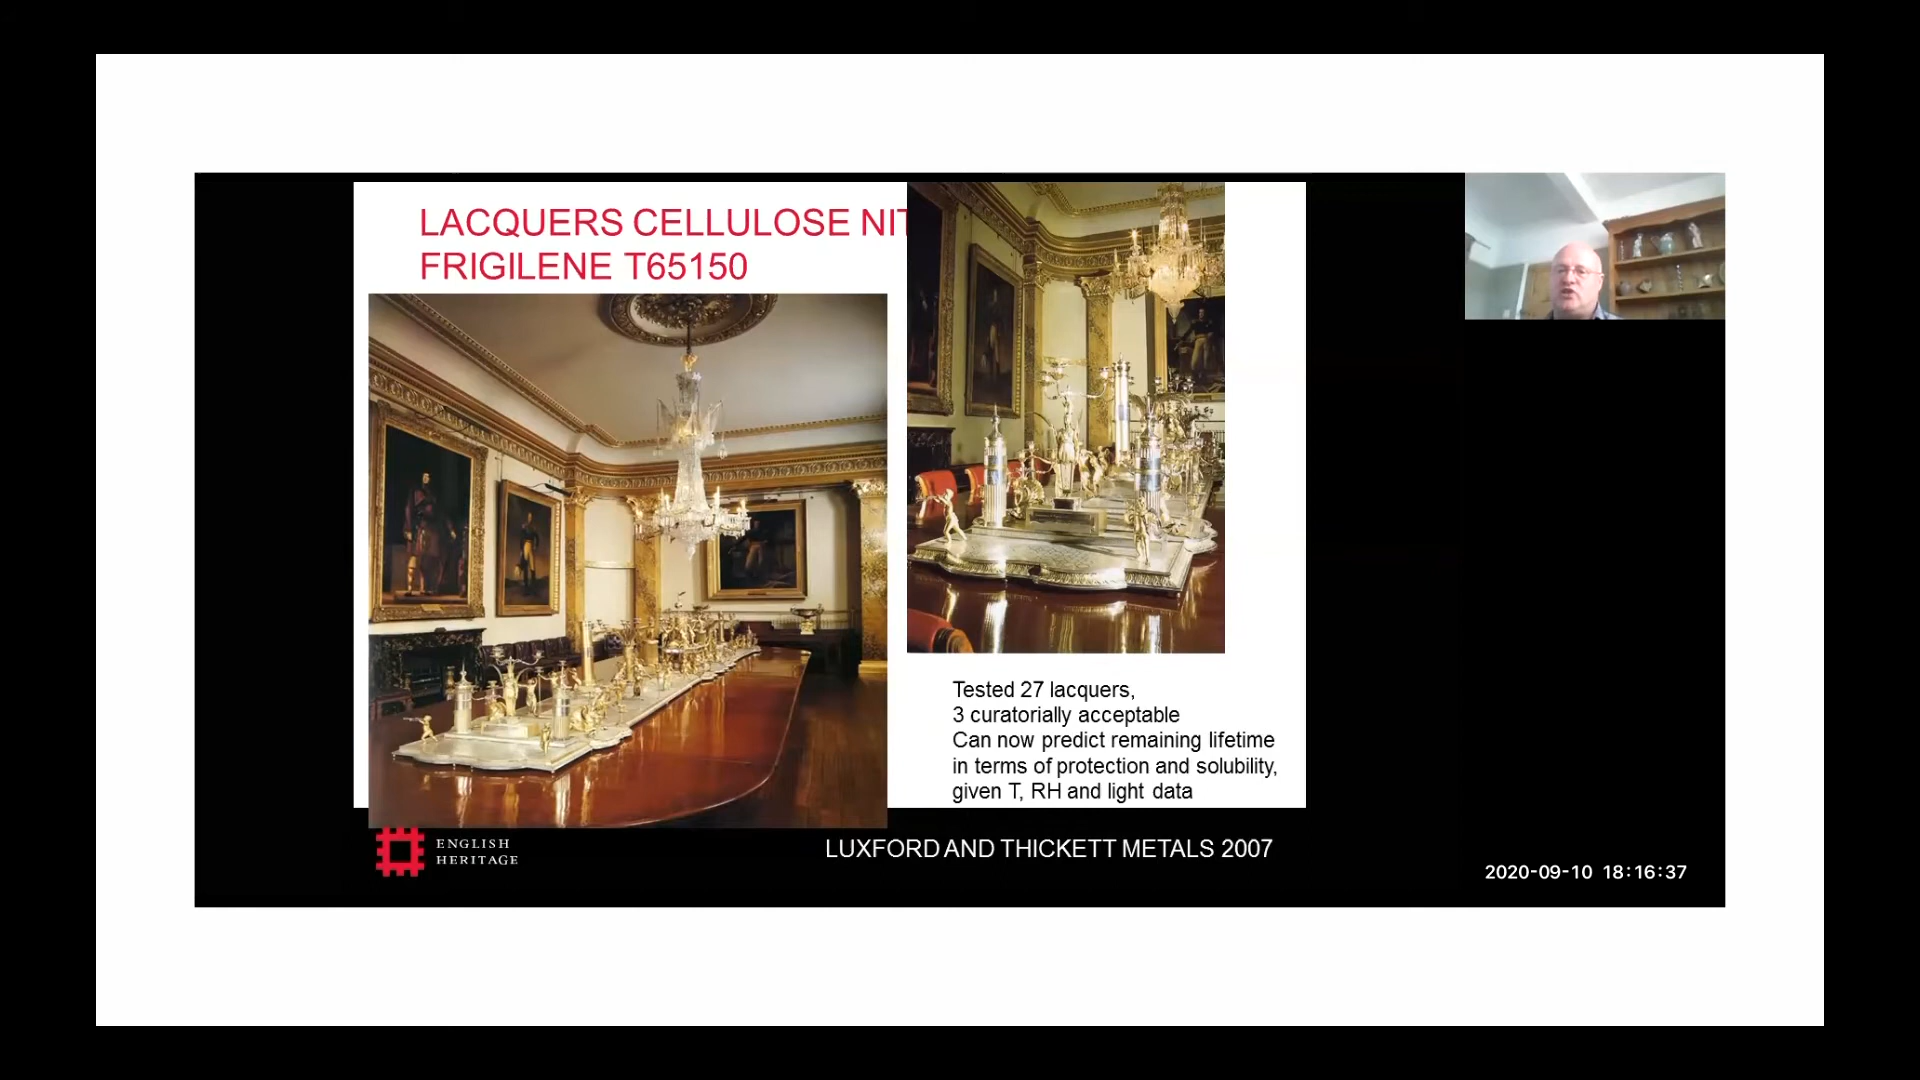 LACQUERS CELLULOSE NIT
FRIGILENE T65150
Tested 27 lacquers,
3 curatorially acceptable
Can now predict remaining lifetime
in terms of protection and solubility,
given T, RH and light data
ENGLISH
HERITAGE
LUXFORD AND THICKETT METALS 2007
2020-09-10 18:16:37